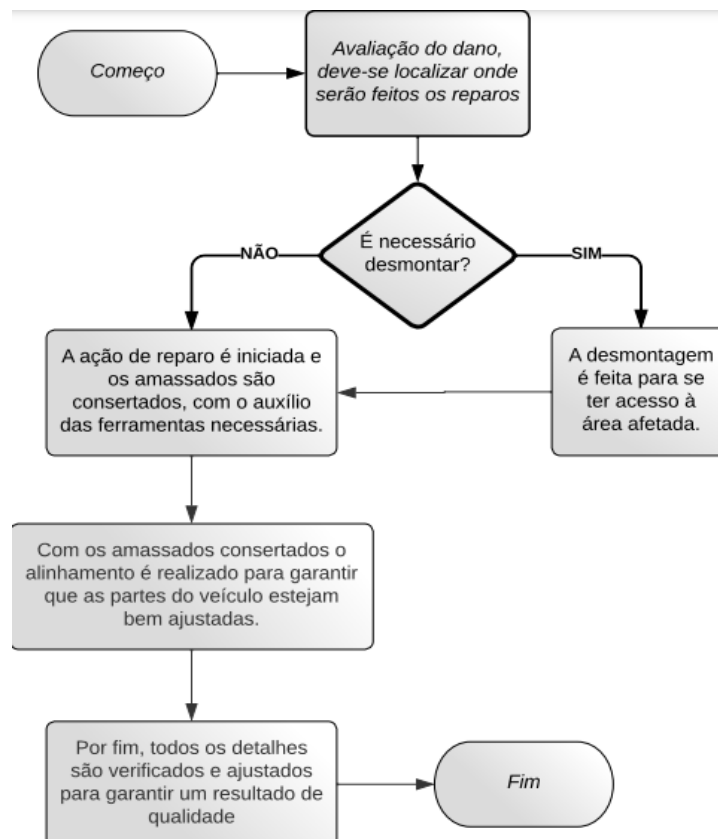 Começo
Avaliação do dano,
deve-se localizar onde
serão feitos os reparos
É necessário
desmontar?
NÃO
SIM
A ação de reparo é iniciada e
os amassados são
consertados, com o auxílio
das ferramentas necessárias.
A desmontagem
é feita para se
ter acesso à
área afetada.
Com os amassados consertados o
alinhamento é realizado para garantir
que as partes do veículo estejam
bem ajustadas.
Por fim, todos os detalhes
são verificados e ajustados
para garantir um resultado de
qualidade
Fim